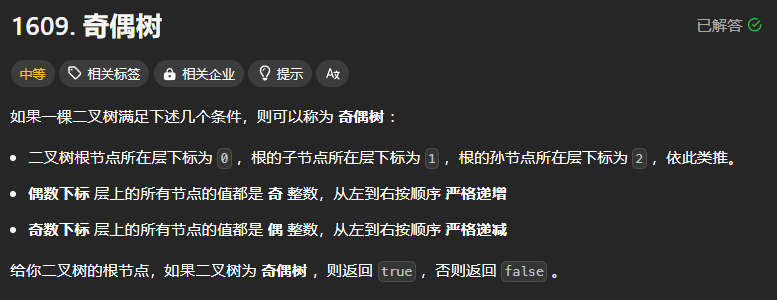 1609. 奇偶树
已解答
中等 相关标签 相关企业 提示
如果一棵二叉树满足下述几个条件，则可以称为 奇偶树 ：
• 二叉树根节点所在层下标为 0 ，根的子节点所在层下标为 1 ，根的孙节点所在层下标为 2 ，依此类推。
• 偶数下标 层上的所有节点的值都是 奇 整数，从左到右按顺序 严格递增
• 奇数下标 层上的所有节点的值都是 偶 整数，从左到右按顺序 严格递减
给你二叉树的根节点，如果二叉树为 奇偶树 ，则返回 true ，否则返回 false 。